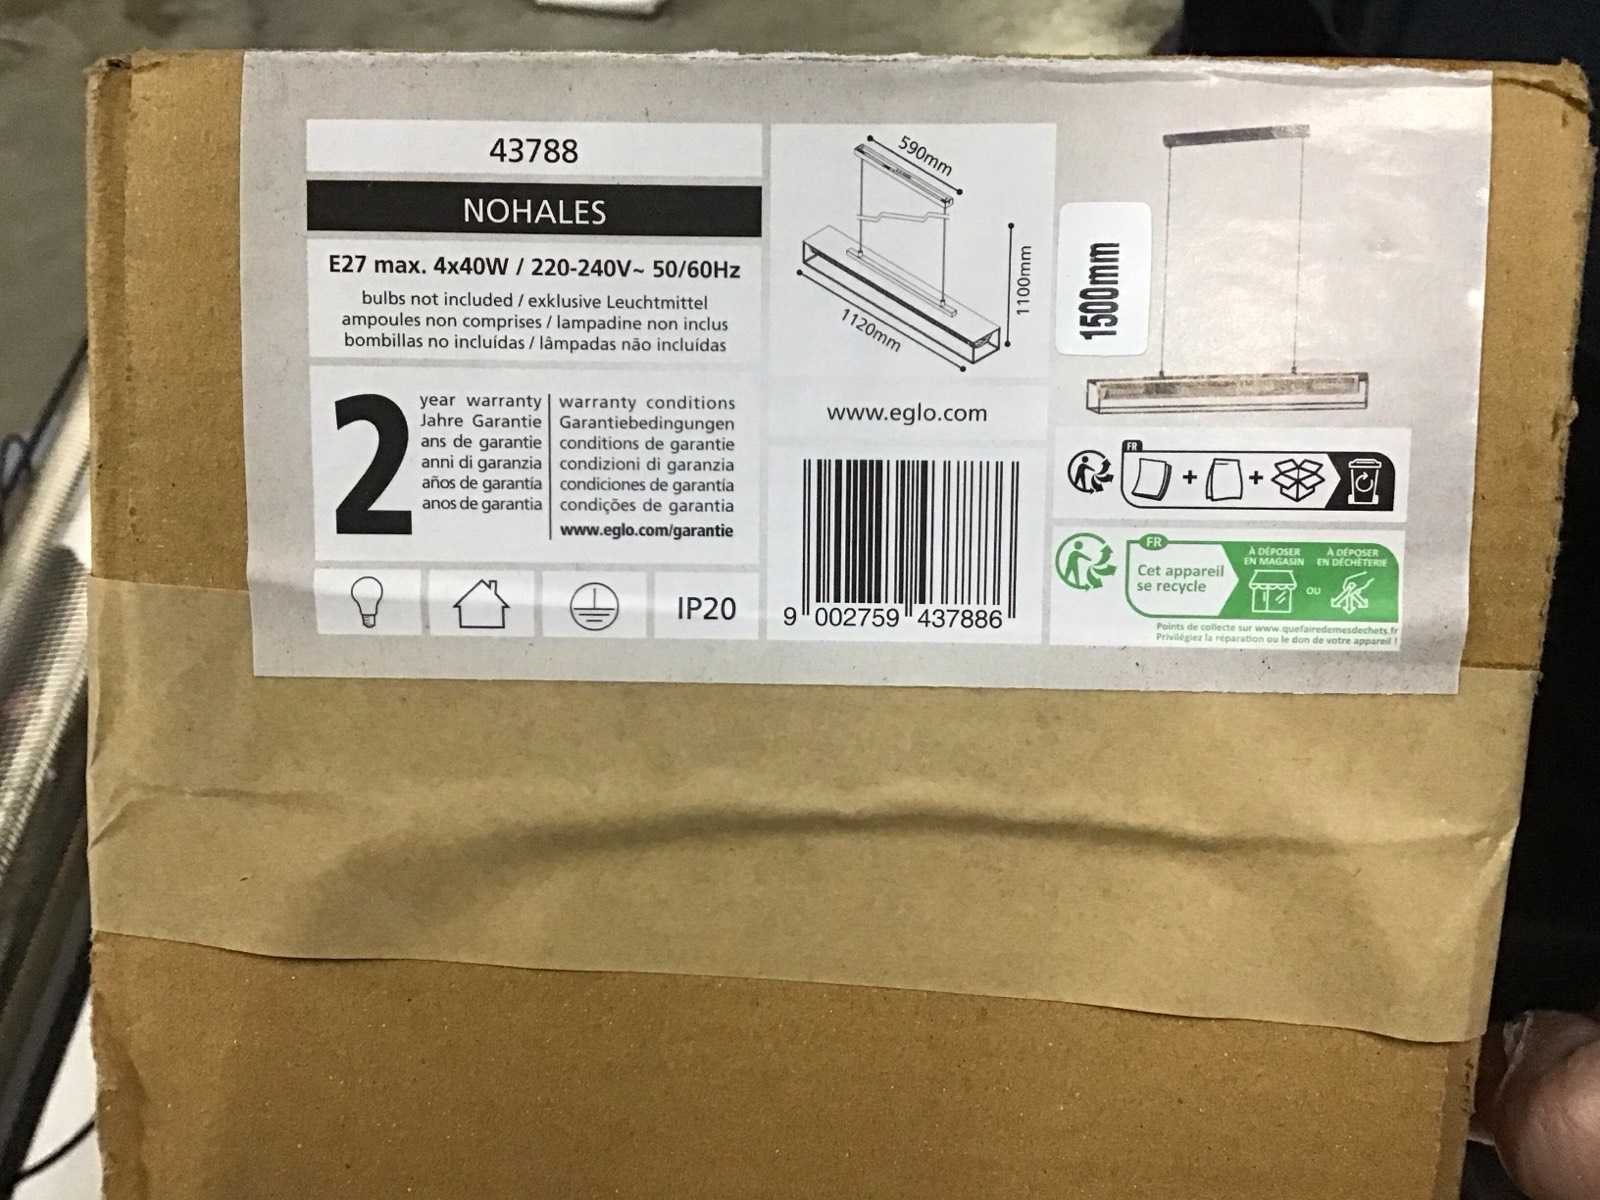 43788
NOHALES
E27 max. 4x40W / 220-240V~ 50/60Hz
bulbs not included / exklusive Leuchtmittel
ampoules non comprises / lampadine non inclus
bombillas no incluídas / lâmpadas não incluídas
2
year warranty
Jahre Garantie
ans de garantie
anni di garanzia
años de garantía
anos de garantia
warranty conditions
Garantiebedingungen
conditions de garantie
condizioni di garanzia
condiciones de garantía
condições de garantia
www.eglo.com/garantie
IP20
590mm
1120mm
1100mm
www.eglo.com
9 002759 437886
1500mm
FR
+ +
FR
Cet appareil
se recycle
À DÉPOSER
EN MAGASIN
OU
À DÉPOSER
EN DÉCHÈTERIE
Points de collecte sur www.quefairedemesdechets.fr
Privilégiez la réparation ou le don de votre appareil !